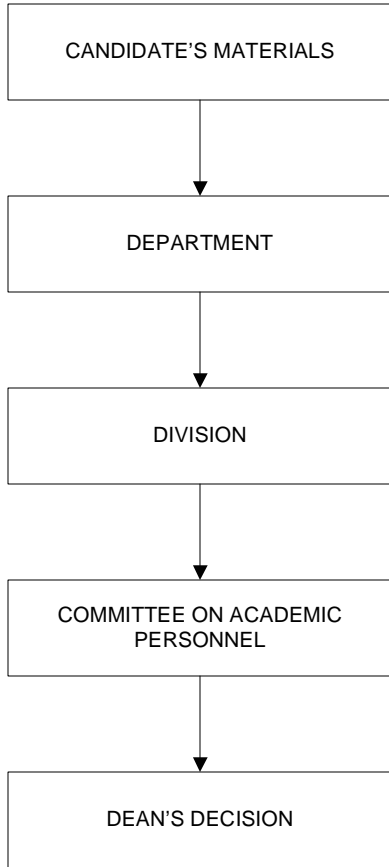 CANDIDATE’S MATERIALS
DEPARTMENT
DIVISION
COMMITTEE ON ACADEMIC
PERSONNEL
DEAN’S DECISION